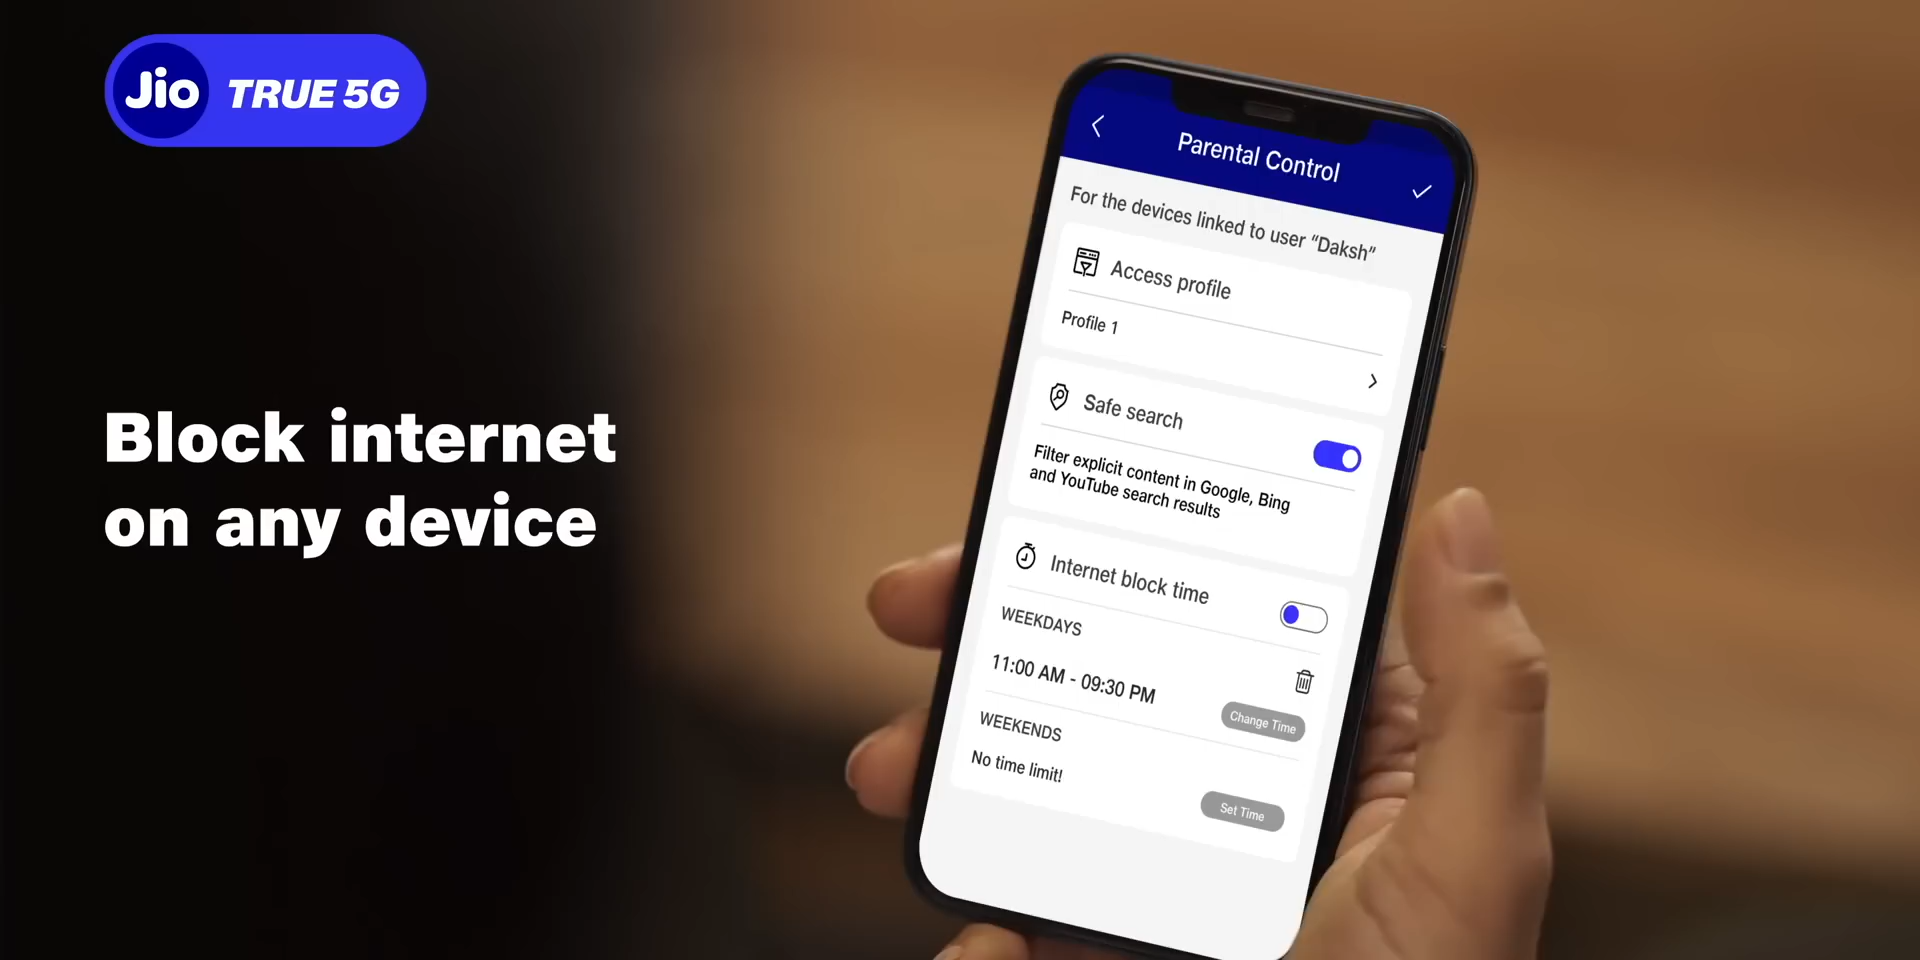 Jio TRUE 5G
Block internet
on any device
Parental Control
For the devices linked to user “Daksh”
Access profile
Profile 1
Safe search
Filter explicit content in Google, Bing
and YouTube search results
Internet block time
WEEKDAYS
11:00 AM - 09:30 PM
Change Time
WEEKENDS
No time limit!
Set Time